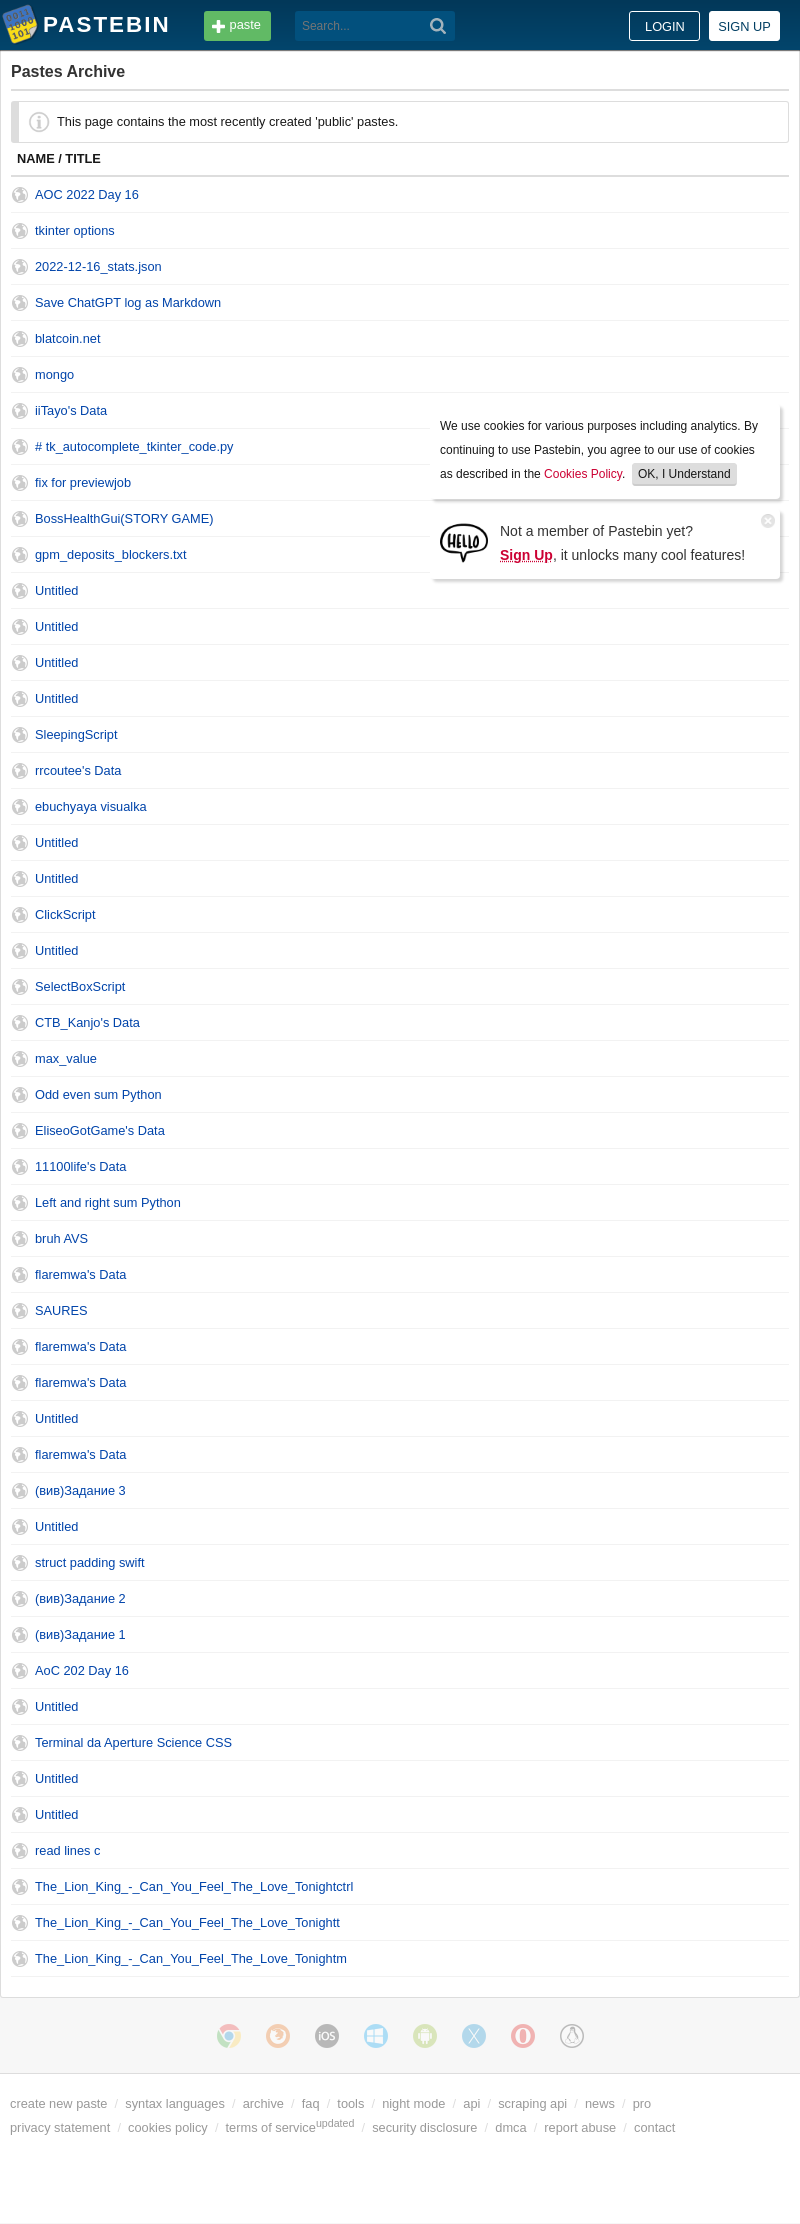 PASTEBIN paste Search... LOGIN SIGN UP
Pastes Archive
This page contains the most recently created 'public' pastes.
NAME / TITLE
AOC 2022 Day 16
tkinter options
2022-12-16_stats.json
Save ChatGPT log as Markdown
blatcoin.net
mongo
iiTayo's Data
# tk_autocomplete_tkinter_code.py
fix for previewjob
BossHealthGui(STORY GAME)
gpm_deposits_blockers.txt
We use cookies for various purposes including analytics. By
continuing to use Pastebin, you agree to our use of cookies
as described in the Cookies Policy. OK, I Understand
HELLO
Not a member of Pastebin yet?
Sign Up, it unlocks many cool features!
Untitled
Untitled
Untitled
Untitled
SleepingScript
rrcoutee's Data
ebuchyaya visualka
Untitled
Untitled
ClickScript
Untitled
SelectBoxScript
CTB_Kanjo's Data
max_value
Odd even sum Python
EliseoGotGame's Data
11100life's Data
Left and right sum Python
bruh AVS
flaremwa's Data
SAURES
flaremwa's Data
flaremwa's Data
Untitled
flaremwa's Data
(вив)Задание 3
Untitled
struct padding swift
(вив)Задание 2
(вив)Задание 1
AoC 202 Day 16
Untitled
Terminal da Aperture Science CSS
Untitled
Untitled
read lines c
The_Lion_King_-_Can_You_Feel_The_Love_Tonightctrl
The_Lion_King_-_Can_You_Feel_The_Love_Tonightt
The_Lion_King_-_Can_You_Feel_The_Love_Tonightm
iOS
create new paste / syntax languages / archive / faq / tools / night mode / api / scraping api / news / pro
privacy statement / cookies policy / terms of serviceupdated / security disclosure / dmca / report abuse / contact